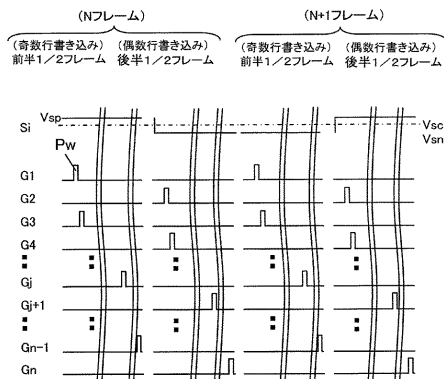 (Nフレーム)
(N+1フレーム)
(奇数行書き込み) (偶数行書き込み) (奇数行書き込み) (偶数行書き込み)
前半1/2フレーム 後半1/2フレーム 前半1/2フレーム 後半1/2フレーム
Vsp
Si
Vsc
Vsn
Pw
G1
G2
G3
G4
Gj
Gj+1
Gn-1
Gn